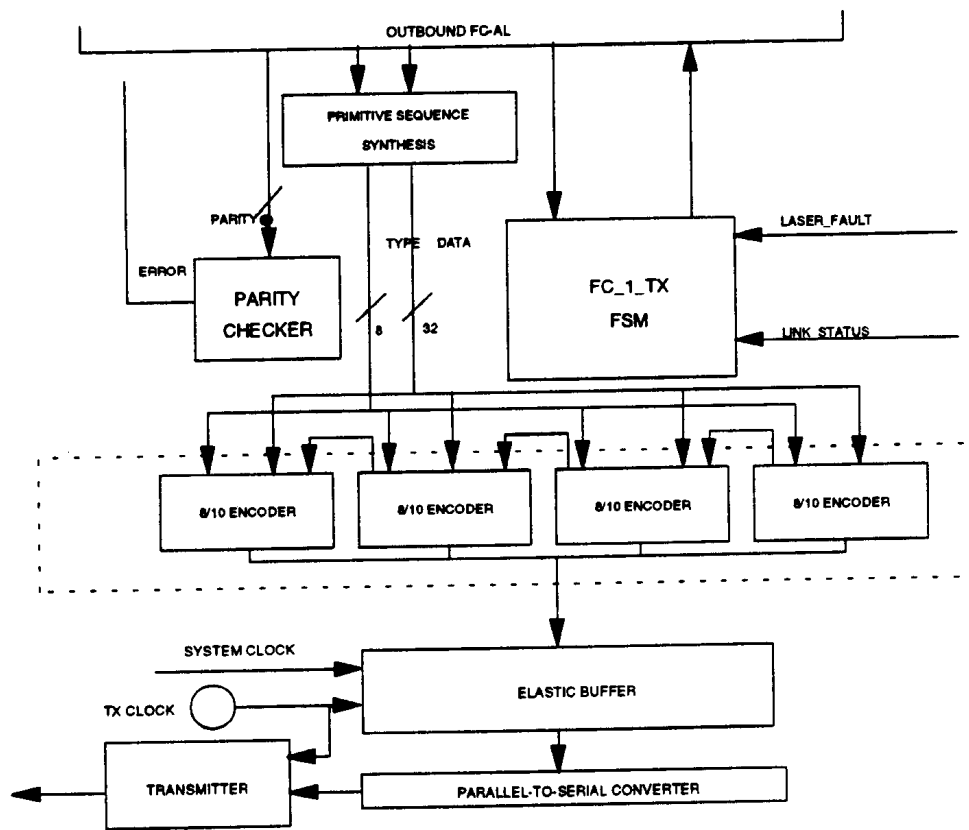 OUTBOUND FC-AL
PRIMITIVE SEQUENCE
SYNTHESIS
PARITY
TYPE DATA
LASER_FAULT
ERROR
PARITY
CHECKER
FC_1_TX
FSM
8
32
LINK_STATUS
8/10 ENCODER
8/10 ENCODER
8/10 ENCODER
8/10 ENCODER
SYSTEM CLOCK
ELASTIC BUFFER
TX CLOCK
TRANSMITTER
PARALLEL-TO-SERIAL CONVERTER